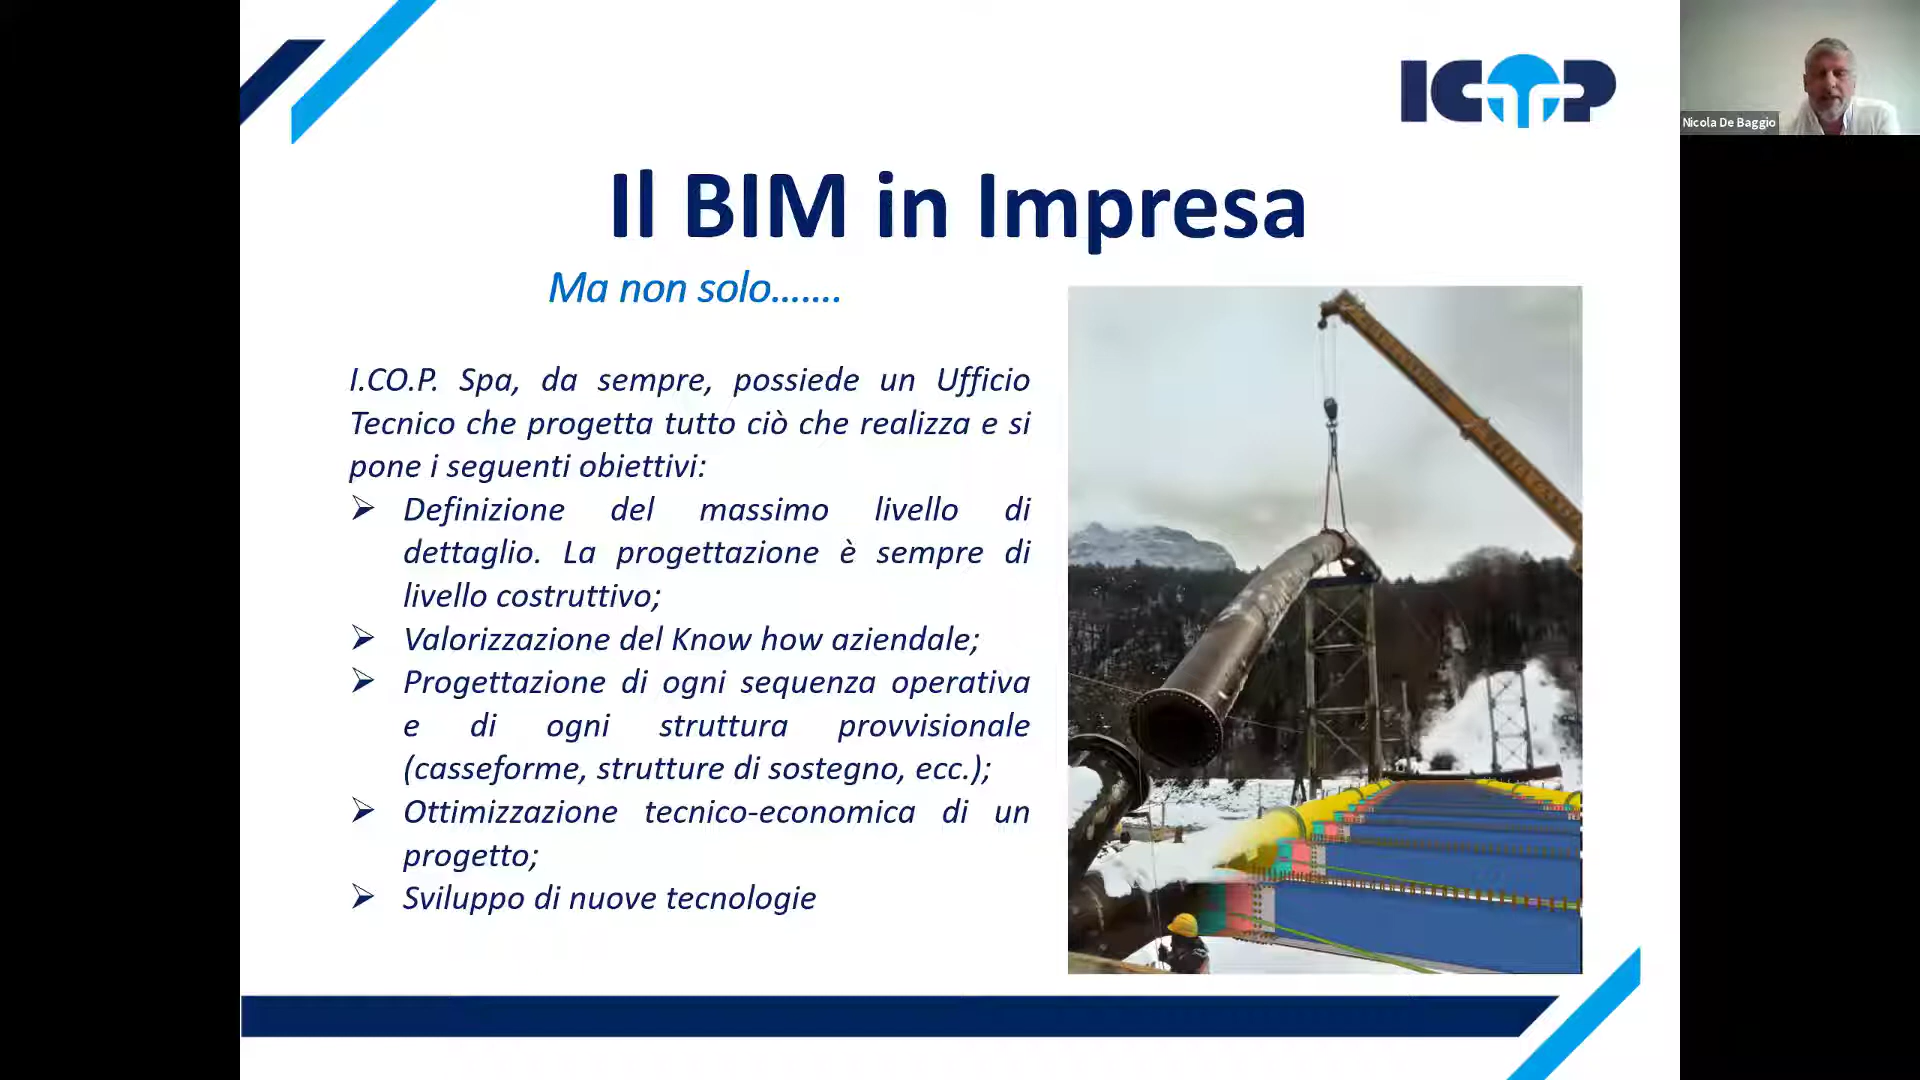 ICOP
Nicola De Baggio
Il BIM in Impresa
Ma non solo.......
I.CO.P. Spa, da sempre, possiede un Ufficio
Tecnico che progetta tutto ciò che realizza e si
pone i seguenti obiettivi:
Definizione del massimo livello di
dettaglio. La progettazione è sempre di
livello costruttivo;
Valorizzazione del Know how aziendale;
Progettazione di ogni sequenza operativa
e di ogni struttura provvisionale
(casseforme, strutture di sostegno, ecc.);
Ottimizzazione tecnico-economica di un
progetto;
Sviluppo di nuove tecnologie